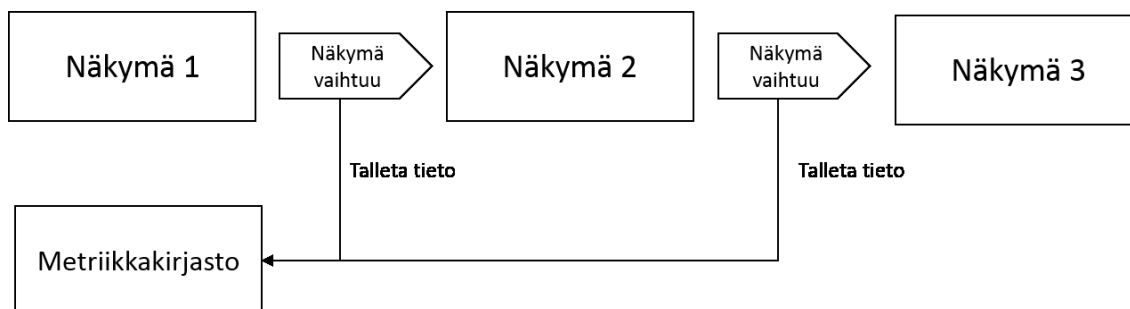 Näkymä 1
Näkymä
vaihtuu
Näkymä 2
Näkymä
vaihtuu
Näkymä 3
Talleta tieto
Talleta tieto
Metriikkakirjasto